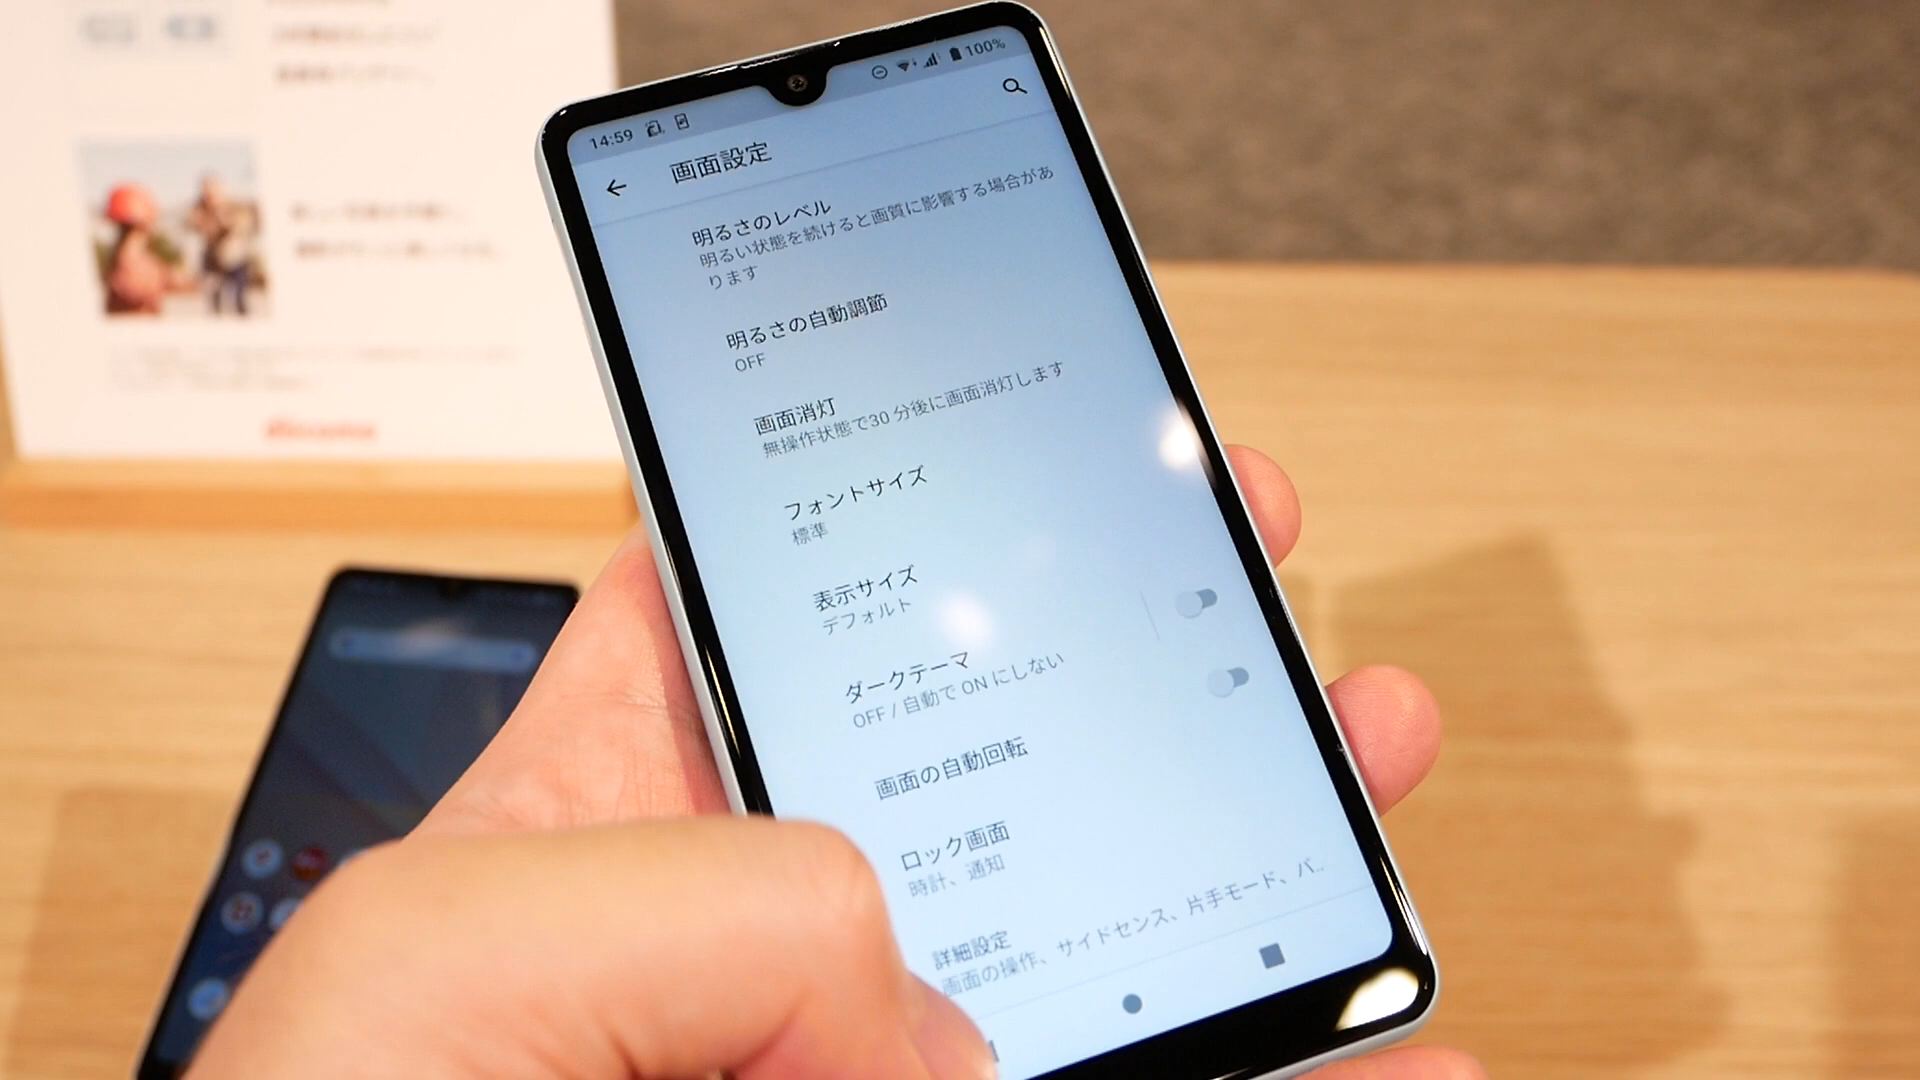 14:59
100%
画面設定
明るさのレベル
明るい状態を続けると画質に影響する場合があ
ります
明るさの自動調節
OFF
画面消灯
無操作状態で30 分後に画面消灯します
フォントサイズ
標準
表示サイズ
デフォルト
ダークテーマ
OFF / 自動で ON にしない
画面の自動回転
ロック画面
時計、通知
詳細設定
画面の操作、サイドセンス、片手モード、バ..